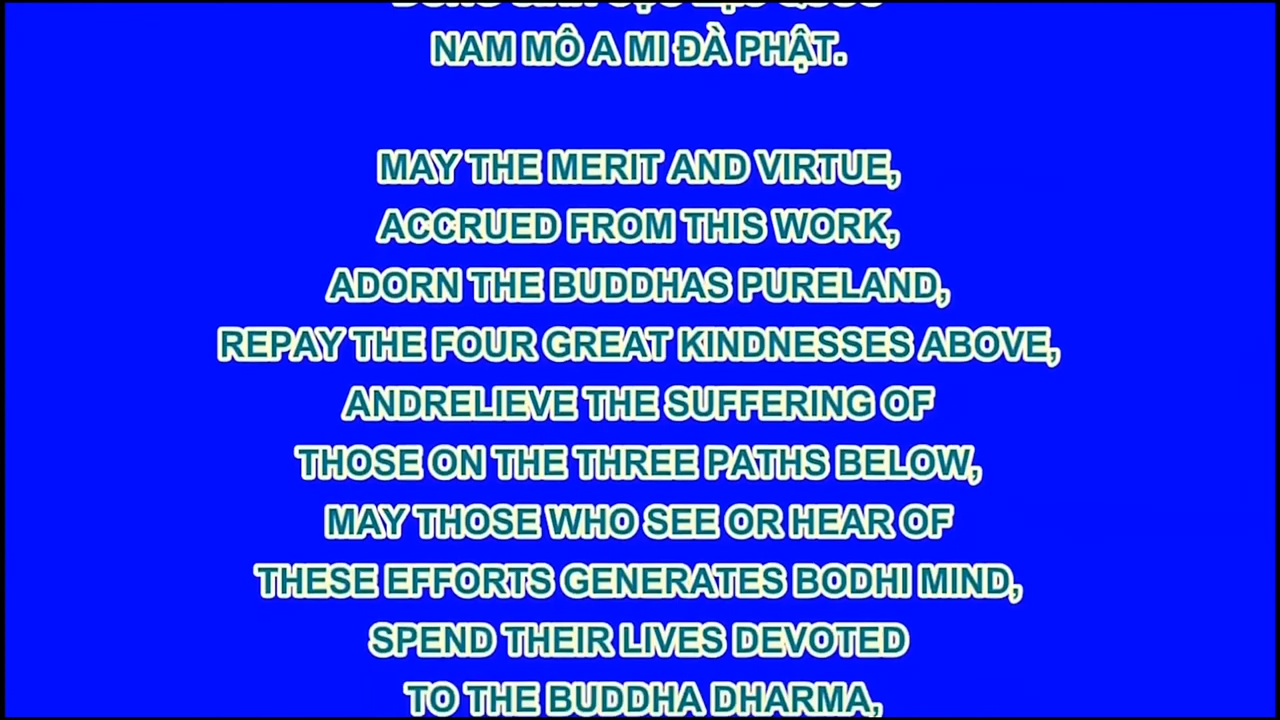 NAM MÔ A MI ĐÀ PHẬT.
MAY THE MERIT AND VIRTUE,
ACCRUED FROM THIS WORK,
ADORN THE BUDDHAS PURELAND,
REPAY THE FOUR GREAT KINDNESSES ABOVE,
ANDRELIEVE THE SUFFERING OF
THOSE ON THE THREE PATHS BELOW,
MAY THOSE WHO SEE OR HEAR OF
THESE EFFORTS GENERATES BODHI MIND,
SPEND THEIR LIVES DEVOTED
TO THE BUDDHA DHARMA,